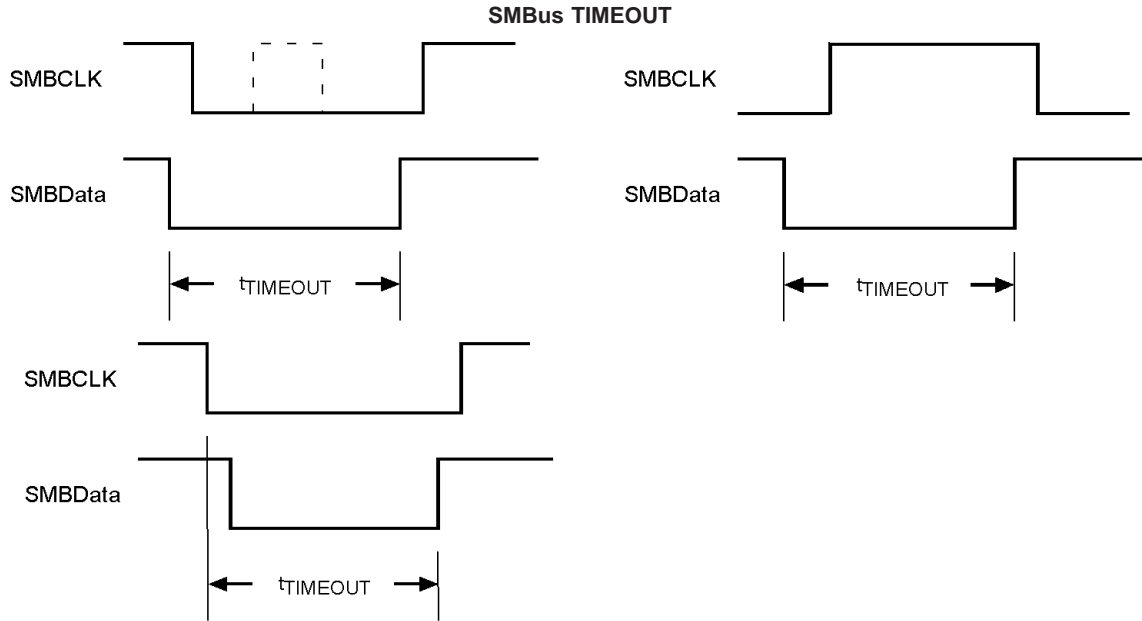 SMBus TIMEOUT
SMBCLK
SMBData
tTIMEOUT
SMBCLK
SMBData
tTIMEOUT
SMBCLK
SMBData
tTIMEOUT